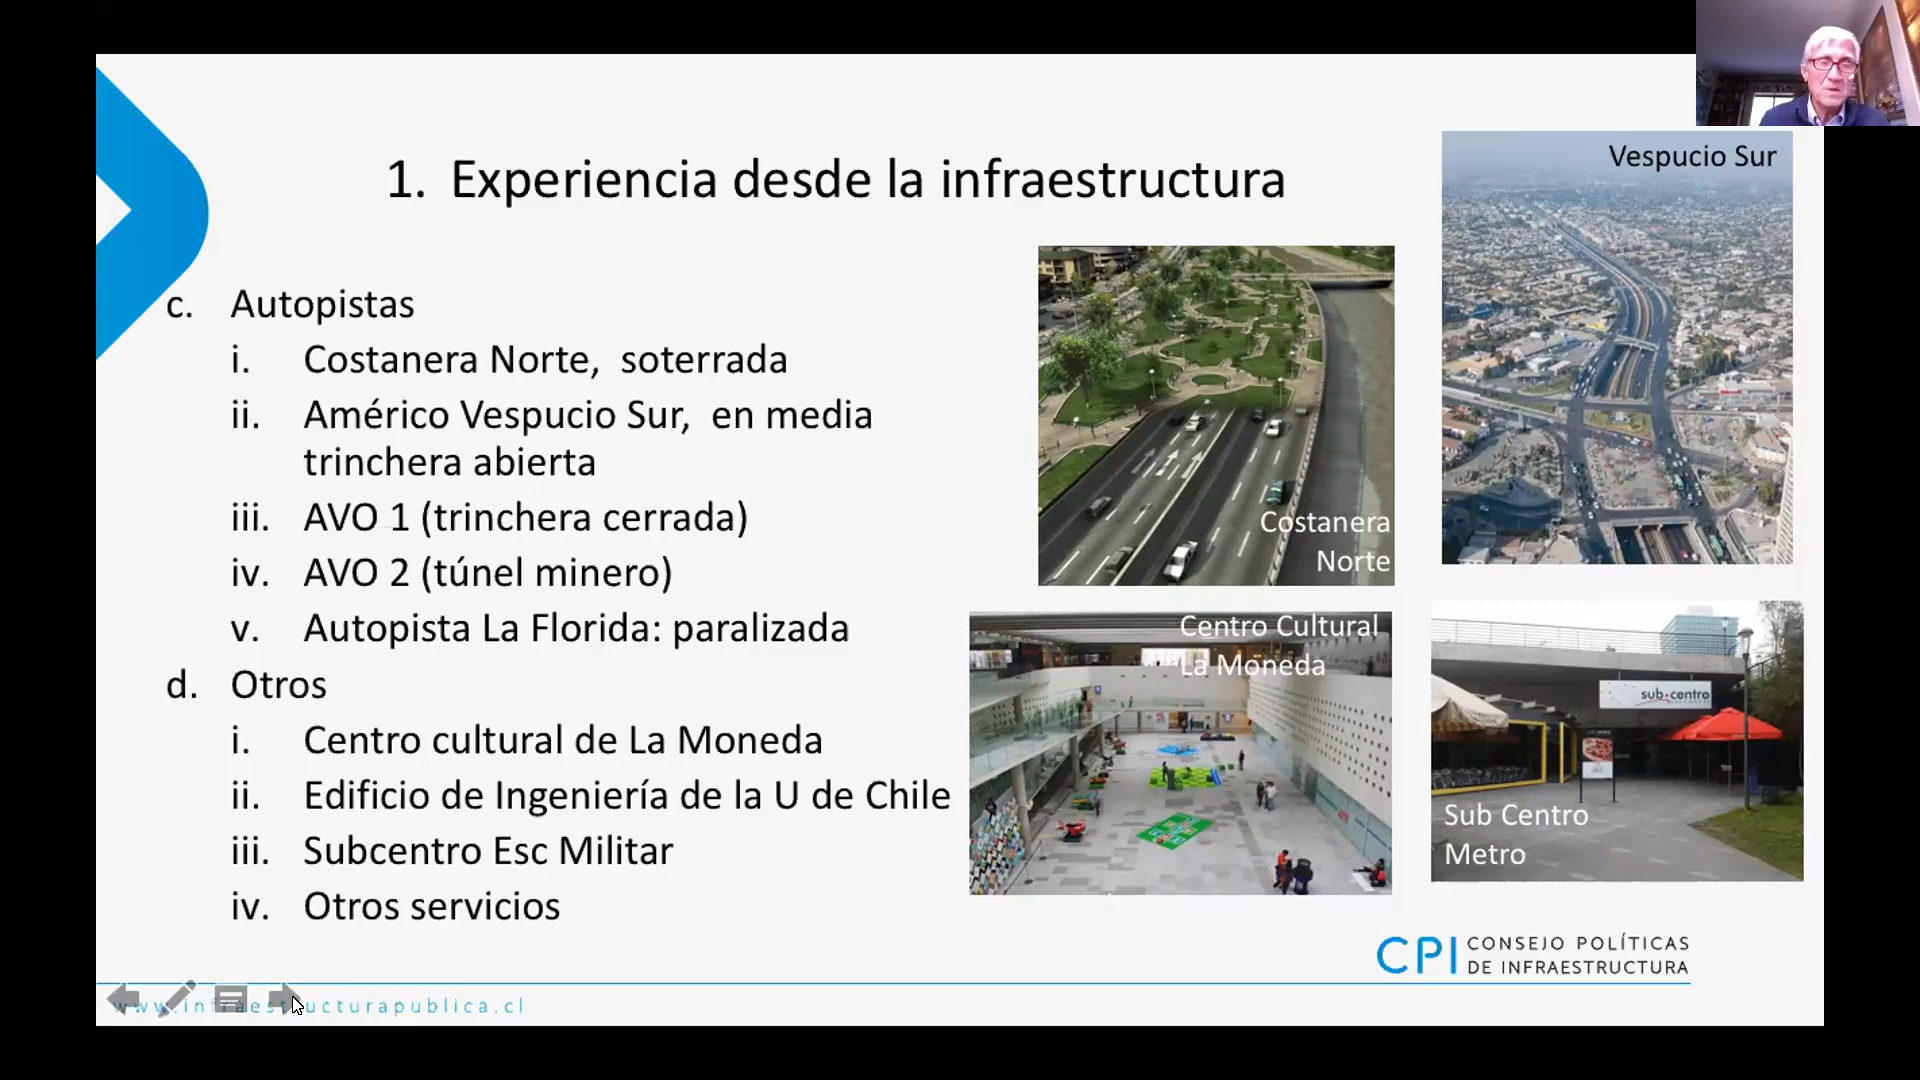 1. Experiencia desde la infraestructura
c. Autopistas
i. Costanera Norte, soterrada
ii. Américo Vespucio Sur, en media
trinchera abierta
iii. AVO 1 (trinchera cerrada)
iv. AVO 2 (túnel minero)
v. Autopista La Florida: paralizada
d. Otros
i. Centro cultural de La Moneda
ii. Edificio de Ingeniería de la U de Chile
iii. Subcentro Esc Militar
iv. Otros servicios
Vespucio Sur
Costanera
Norte
Centro Cultural
La Moneda
sub centro
Sub Centro
Metro
CPI CONSEJO POLÍTICAS
DE INFRAESTRUCTURA
www.infraestructurapublica.cl